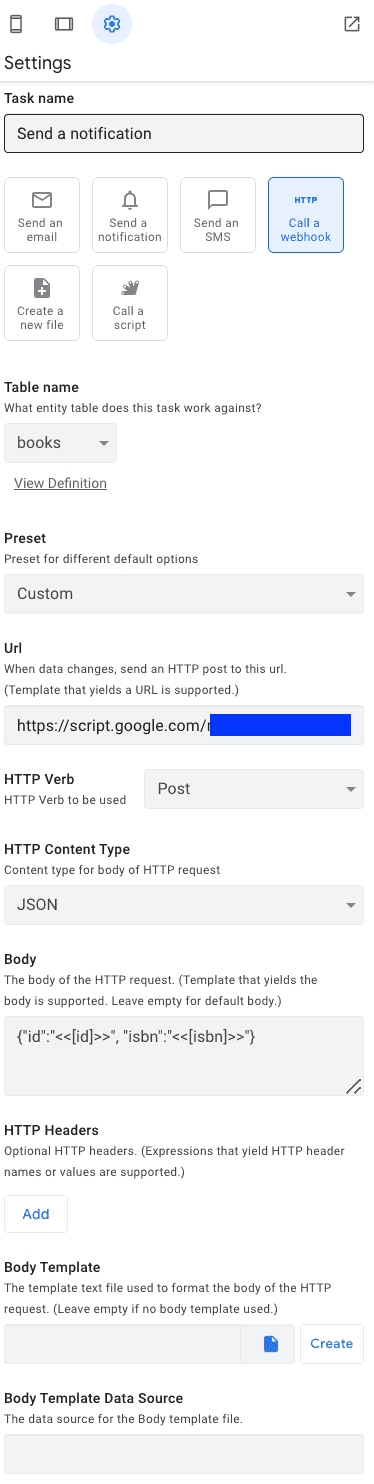 Settings
Task name
Send a notification
Send an
email
Send a
notification
Send an
SMS
HTTP
Call a
webhook
Create a
new file
Call a
script
Table name
What entity table does this task work against?
books
View Definition
Preset
Preset for different default options
Custom
Url
When data changes, send an HTTP post to this url.
(Template that yields a URL is supported.)
https://script.google.com/
HTTP Verb
HTTP Verb to be used
Post
HTTP Content Type
Content type for body of HTTP request
JSON
Body
The body of the HTTP request. (Template that yields the
body is supported. Leave empty for default body.)
{"id":"<<[id]>>", "isbn":"<<[isbn]>>"}
HTTP Headers
Optional HTTP headers. (Expressions that yield HTTP header
names or values are supported.)
Add
Body Template
The template text file used to format the body of the HTTP
request. (Leave empty if no body template used.)
Create
Body Template Data Source
The data source for the Body template file.